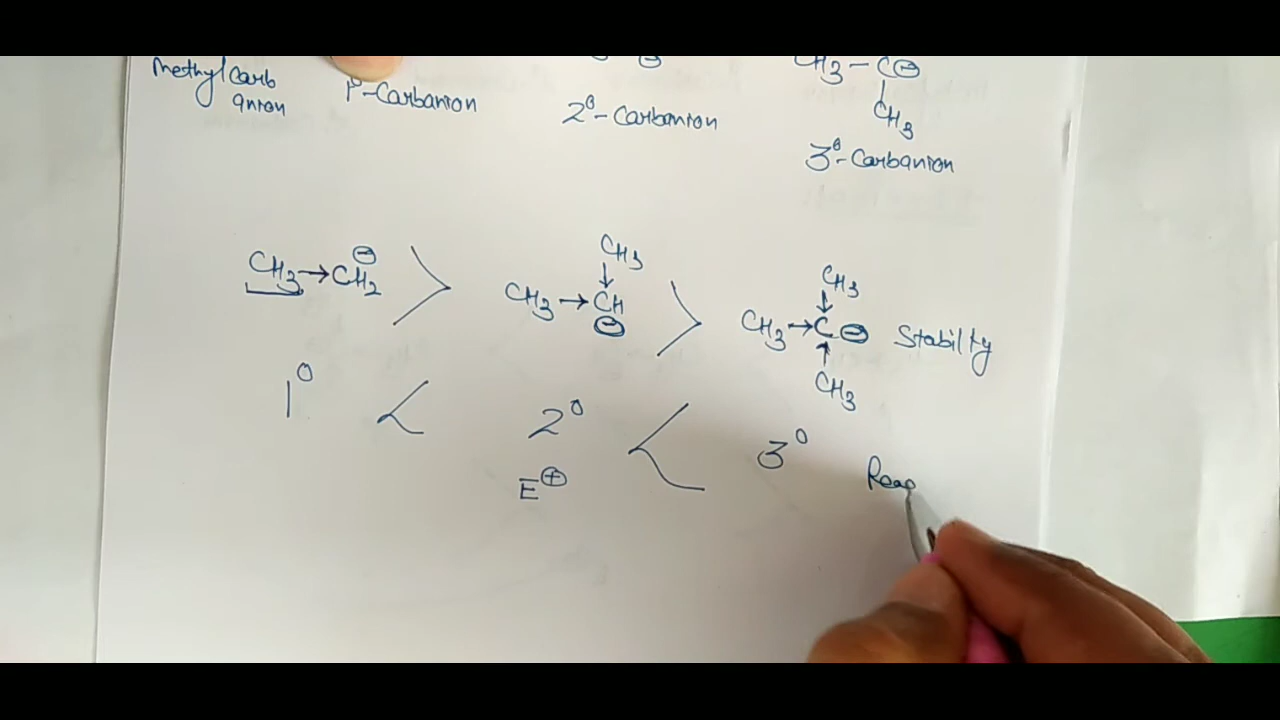 Methyl Carb
anion
1°-Carbanion
2°-Carbanion
CH3 - C⊖
CH3
3°-Carbanion
CH3→CH2⊖ > CH3→CH⊖ > CH3→C⊖ Stability
CH3 ↓ CH3 ↓
↑ CH3
1° < 2° < 3° Reac
E⊕